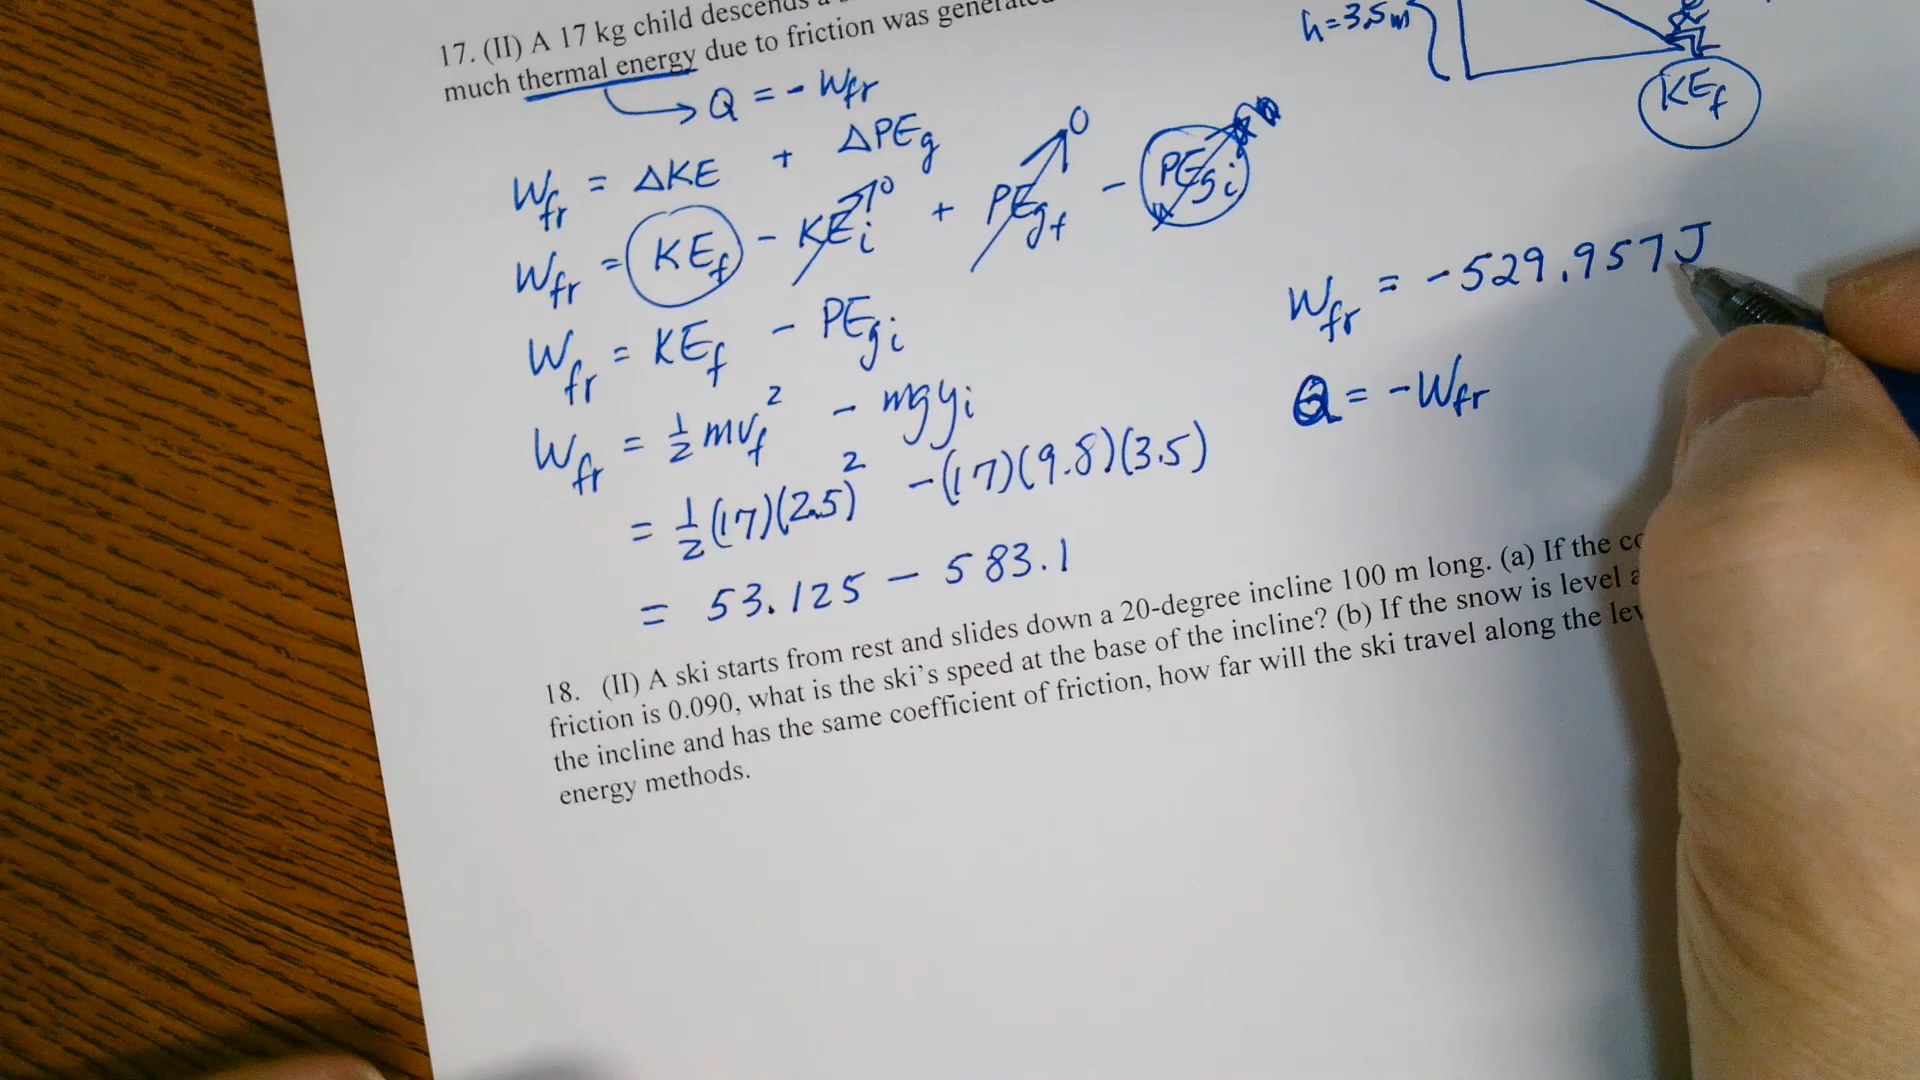 17. (II) A 17 kg child descends a
much thermal energy due to friction was generated
h = 3.5m
KEf
Q = - Wfr
Wfr = ΔKE + ΔPEg
Wfr = KEf - KEi 0 + PEgf 0 - PEgi
Wfr = KEf - PEgi
Wfr = 1/2 mvf² - mgyi
= 1/2 (17)(2.5)² - (17)(9.8)(3.5)
= 53.125 - 583.1
Wfr = - 529.957J
Q = - Wfr
18. (II) A ski starts from rest and slides down a 20-degree incline 100 m long. (a) If the
friction is 0.090, what is the ski's speed at the base of the incline? (b) If the snow is level
the incline and has the same coefficient of friction, how far will the ski travel along the
energy methods.